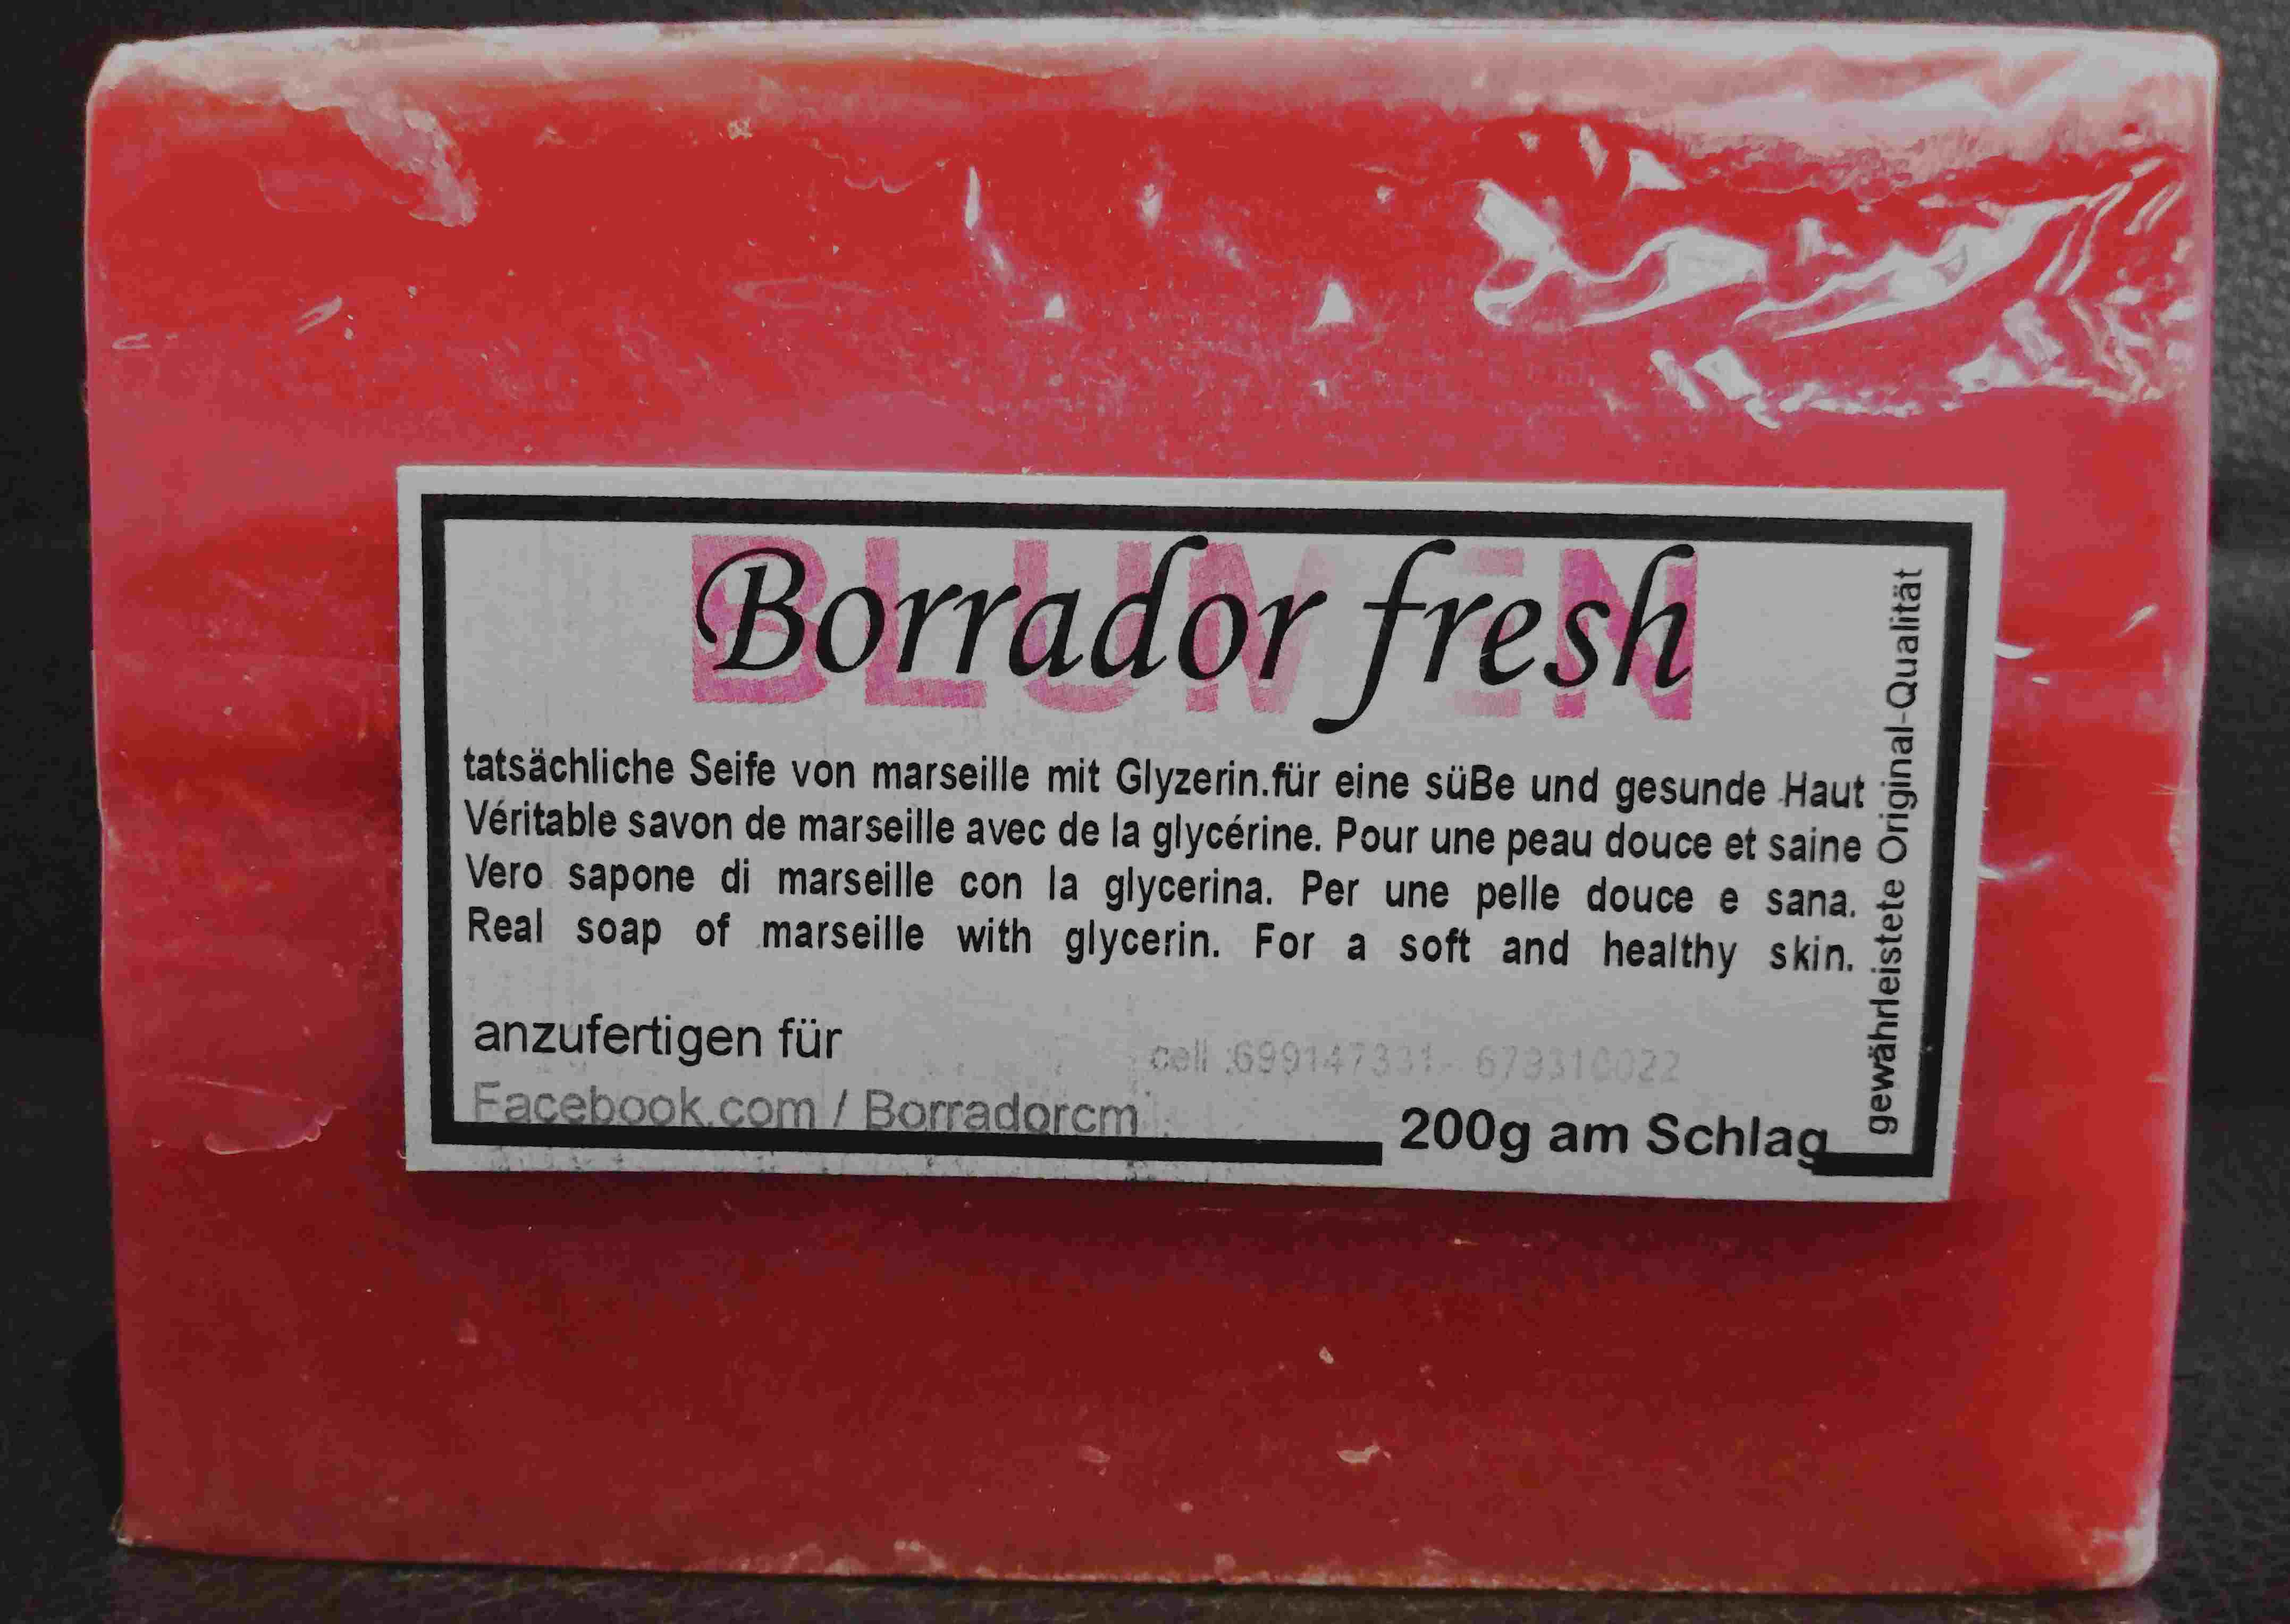 BLUMEN
Borrador fresh
tatsächliche Seife von marseille mit Glyzerin.für eine süBe und gesunde Haut
Véritable savon de marseille avec de la glycérine. Pour une peau douce et saine
Vero sapone di marseille con la glycerina. Per une pelle douce e sana.
Real soap of marseille with glycerin. For a soft and healthy skin.
anzufertigen für
cell :699147331- 679310022
Facebook.com / Borradorcm
200g am Schlag
gewährleistete Original-Qualität